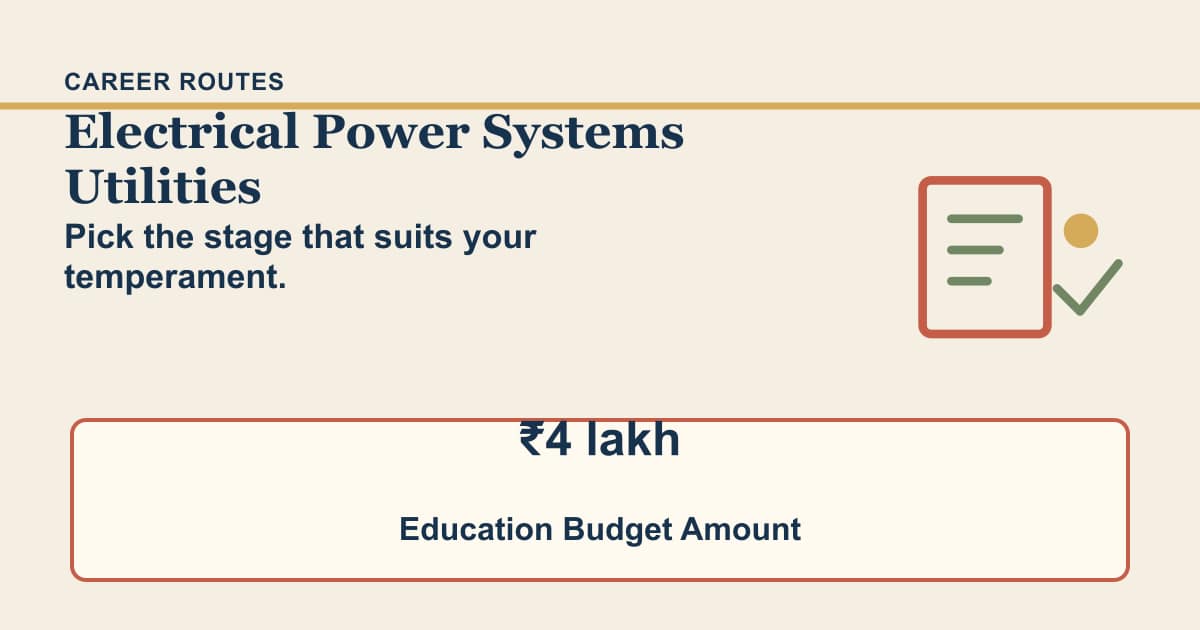 CAREER ROUTES
Electrical Power Systems
Utilities
Pick the stage that suits your
temperament.
₹4 lakh
Education Budget Amount